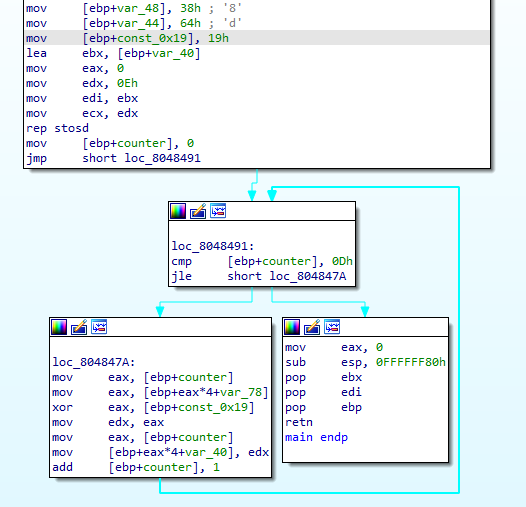 mov [ebp+var_48], 38h ; '8'
mov [ebp+var_44], 64h ; 'd'
mov [ebp+const_0x19], 19h
lea ebx, [ebp+var_40]
mov eax, 0
mov edx, 0Eh
mov edi, ebx
mov ecx, edx
rep stosd
mov [ebp+counter], 0
jmp short loc_8048491
loc_8048491:
cmp [ebp+counter], 0Dh
jle short loc_804847A
loc_804847A:
mov eax, [ebp+counter]
mov eax, [ebp+eax*4+var_78]
xor eax, [ebp+const_0x19]
mov edx, eax
mov eax, [ebp+counter]
mov [ebp+eax*4+var_40], edx
add [ebp+counter], 1
mov eax, 0
sub esp, 0FFFFFF80h
pop ebx
pop edi
pop ebp
retn
main endp